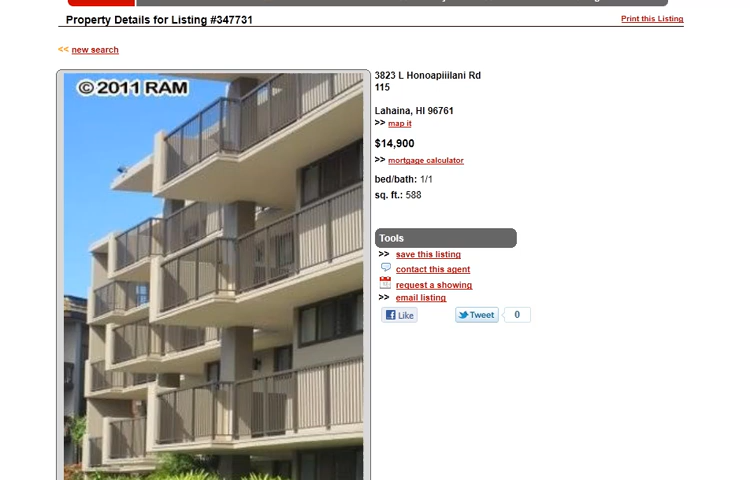 Property Details for Listing #347731
Print this Listing
<< new search
© 2011 RAM
3823 L Honoapiiilani Rd
115
Lahaina, HI 96761
>> map it
$14,900
>> mortgage calculator
bed/bath: 1/1
sq. ft.: 588
Tools
>> save this listing
contact this agent
request a showing
>> email listing
Like
Tweet 0